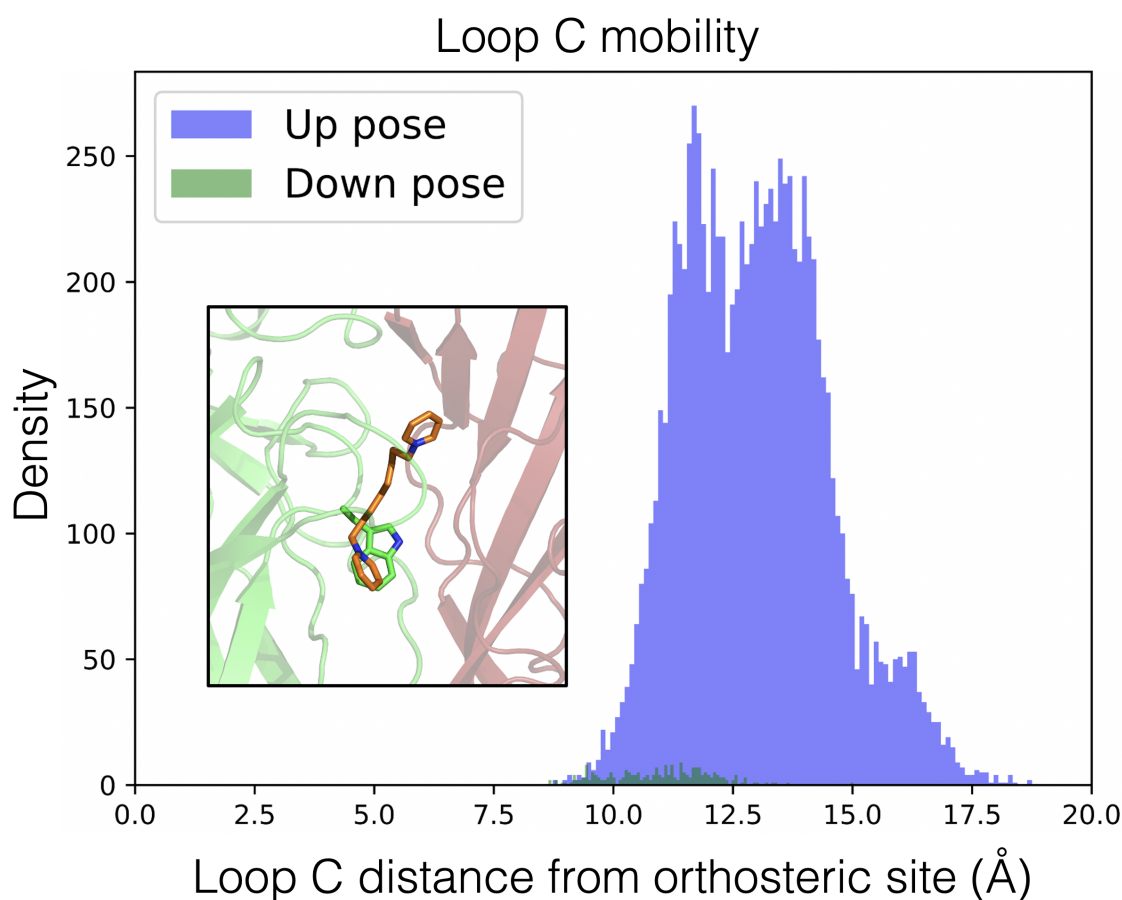 Loop C mobility
Up pose
Down pose
250
200
150
100
50
0
Density
0.0 2.5 5.0 7.5 10.0 12.5 15.0 17.5 20.0
Loop C distance from orthosteric site (Å)